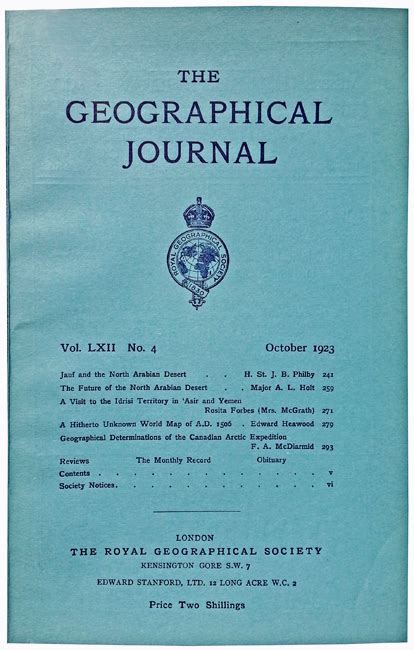 THE
GEOGRAPHICAL
JOURNAL
ROYAL GEOGRAPHICAL SOCIETY
1830
Vol. LXII No. 4 October 1923
Jauf and the North Arabian Desert . . H. St. J. B. Philby 241
The Future of the North Arabian Desert . . Major A. L. Holt 259
A Visit to the Idrisi Territory in 'Asir and Yemen
Rosita Forbes (Mrs. McGrath) 271
A Hitherto Unknown World Map of A.D. 1506 . Edward Heawood 279
Geographical Determinations of the Canadian Arctic Expedition
F. A. McDiarmid 293
Reviews The Monthly Record Obituary
Contents . . . . . . . . . . . . . v
Society Notices. . . . . . . . . . . . vi
LONDON
THE ROYAL GEOGRAPHICAL SOCIETY
KENSINGTON GORE S.W. 7
EDWARD STANFORD, LTD. 12 LONG ACRE W.C. 2
Price Two Shillings